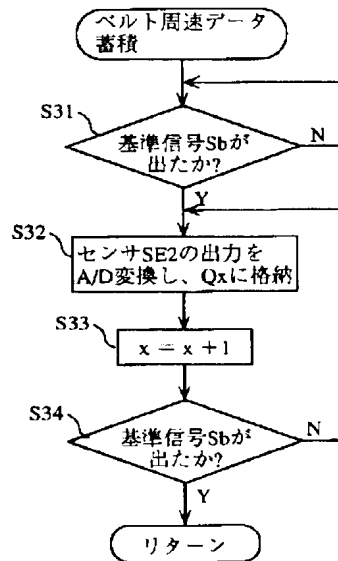 ベルト周速データ
蓄積
S31
基準信号Sbが
出たか?
N
Y
S32
センサSE2の出力を
A/D変換し、Qxに格納
S33
x = x + 1
S34
基準信号Sbが
出たか?
N
Y
リターン